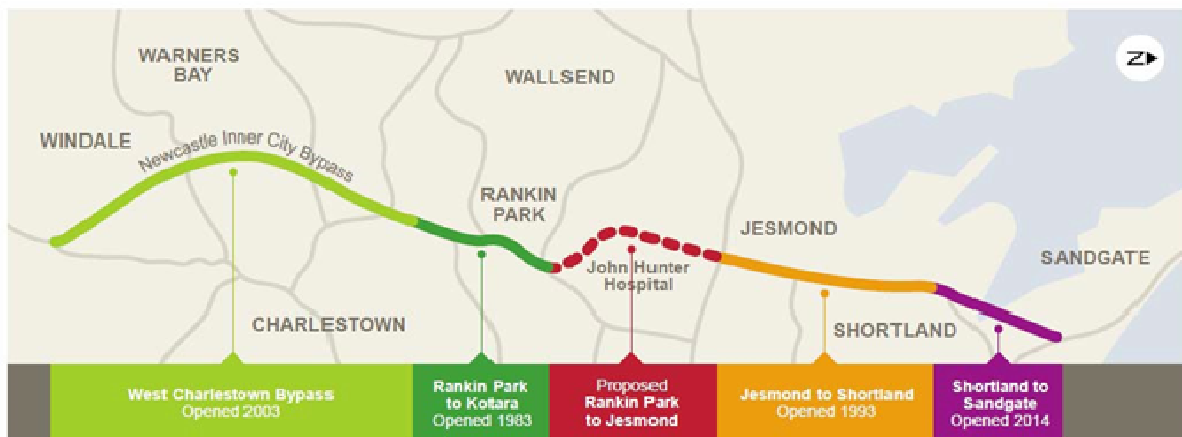 WARNERS
BAY
WALLSEND
Z
WINDALE
Newcastle Inner City Bypass
RANKIN
PARK
JESMOND
SANDGATE
John Hunter
Hospital
CHARLESTOWN
SHORTLAND
West Charlestown Bypass
Opened 2003
Rankin Park
to Kottara
Opened 1983
Proposed
Rankin Park
to Jesmond
Jesmond to Shortland
Opened 1993
Shortland to
Sandgate
Opened 2014